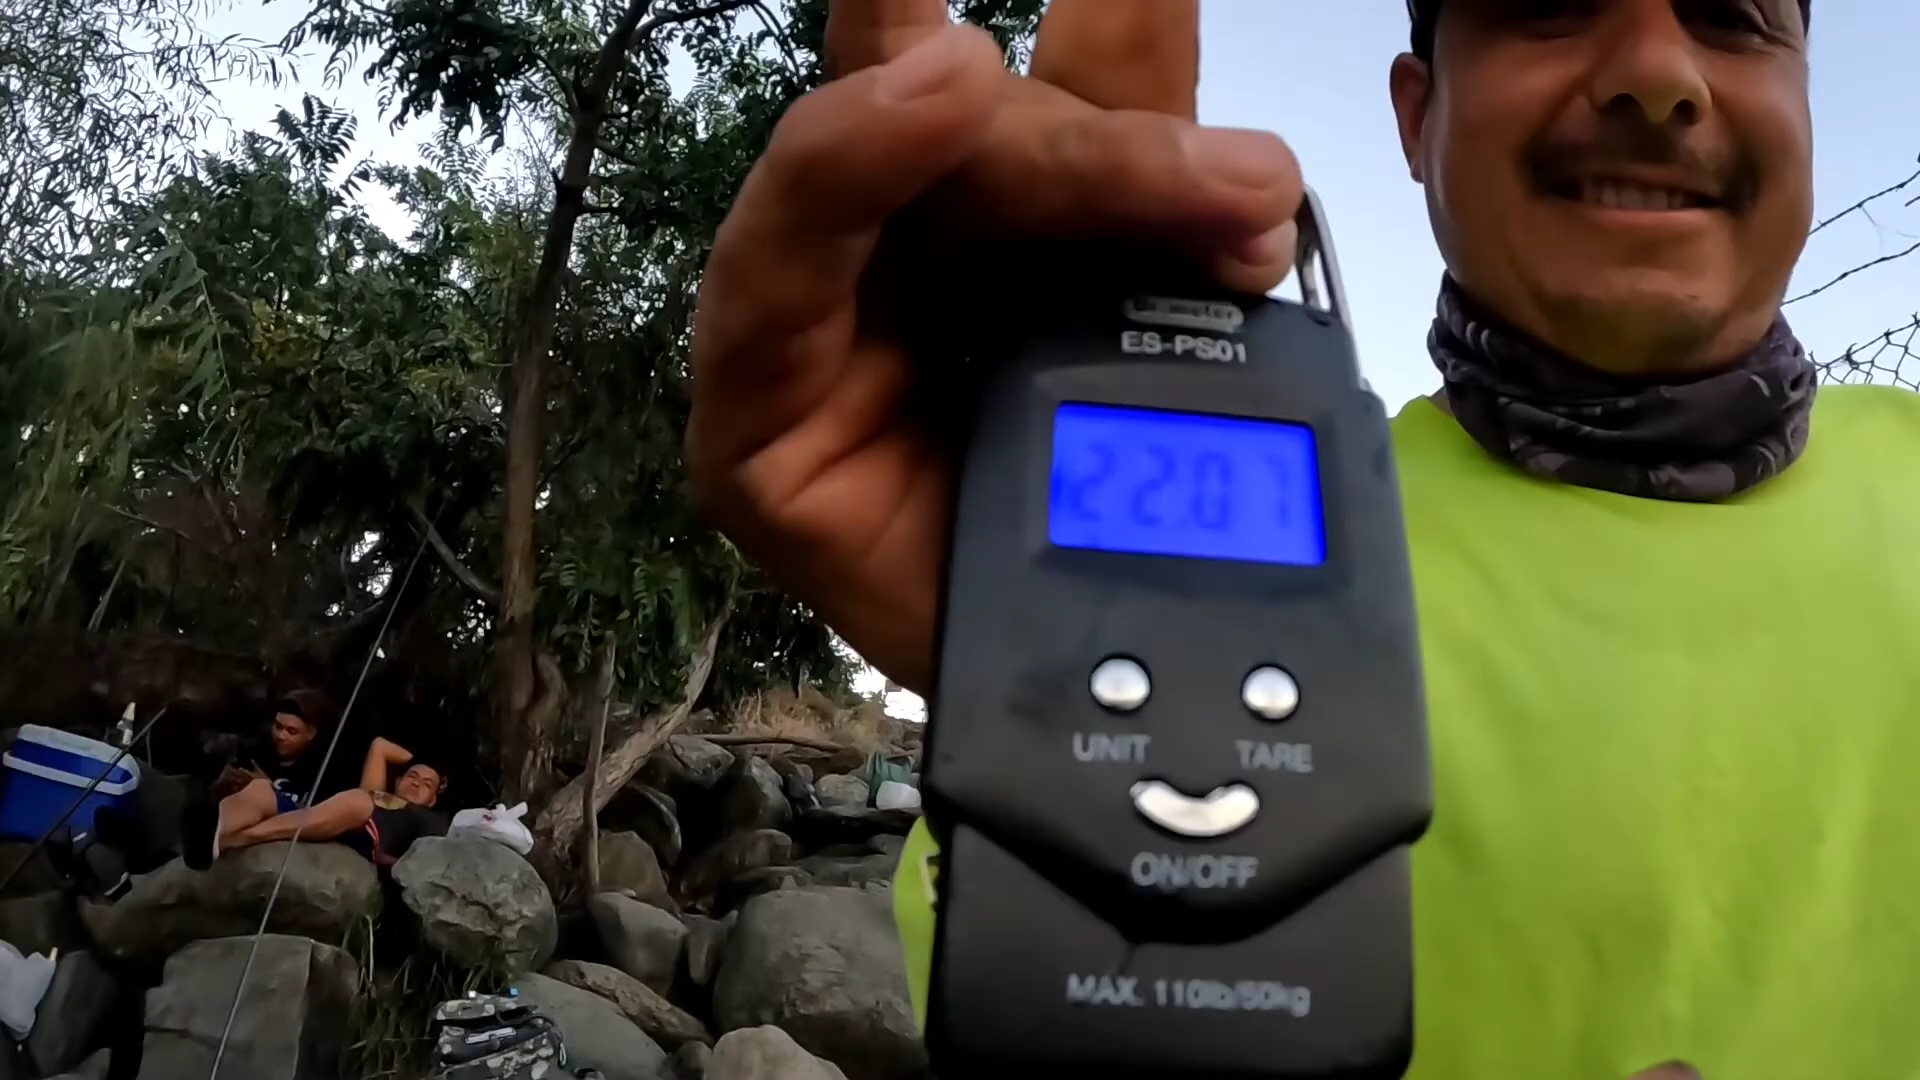 ES-PS01
22.07
UNIT
TARE
ON/OFF
MAX. 110lb/50kg